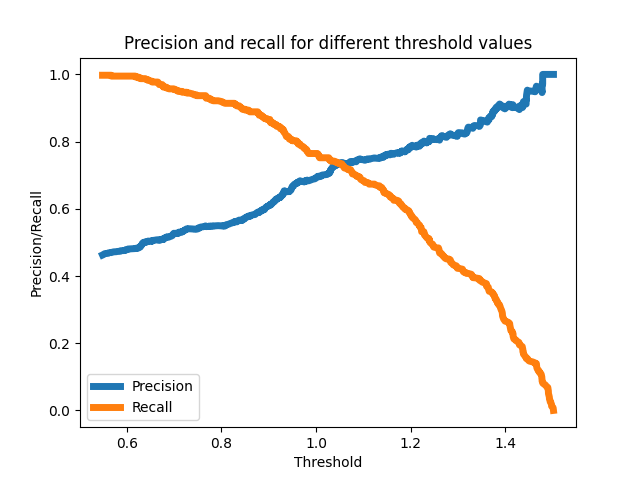 Precision and recall for different threshold values
1.0
0.8
0.6
0.4
0.2
0.0
Precision/Recall
Precision
Recall
0.6 0.8 1.0 1.2 1.4
Threshold